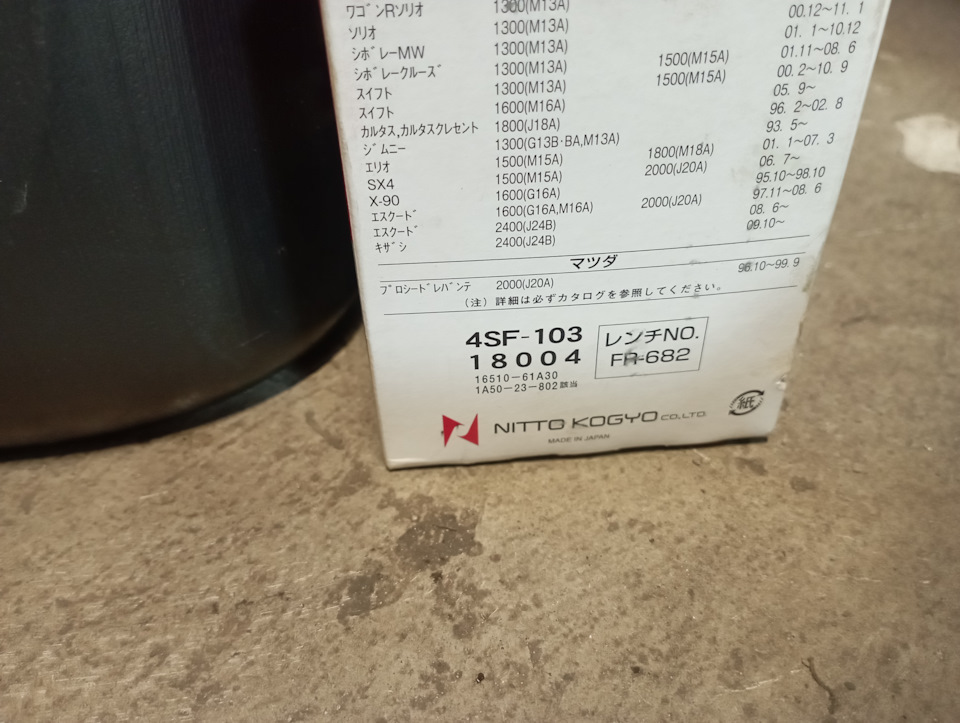 ワゴンRソリオ 1300(M13A) 00.12～11. 1
ソリオ 1300(M13A) 01. 1～10.12
シボレーMW 1300(M13A) 01.11～08. 6
シボレークルーズ 1300(M13A) 1500(M15A) 00. 2～10. 9
スイフト 1300(M13A) 1500(M15A) 05. 9～
スイフト 1600(M16A) 96. 2～02. 8
カルタス,カルタスクレセント 1800(J18A) 93. 5～
ジムニー 1300(G13B･BA,M13A) 01. 1～07. 3
エリオ 1500(M15A) 1800(M18A) 06. 7～
SX4 1500(M15A) 2000(J20A) 95.10～98.10
X-90 1600(G16A) 97.11～08. 6
エスクード 1600(G16A,M16A) 2000(J20A) 08. 6～
エスクード 2400(J24B) 09.10～
キザシ 2400(J24B)
マツダ
プロシードレバンテ 2000(J20A) 96.10～99. 9
（注）詳細は必ずカタログを参照してください。
4SF-103
18004
16510-61A30
1A50-23-802該当
レンチNO.
FR-682
NITTO KOGYO CO.,LTD.
MADE IN JAPAN
紙